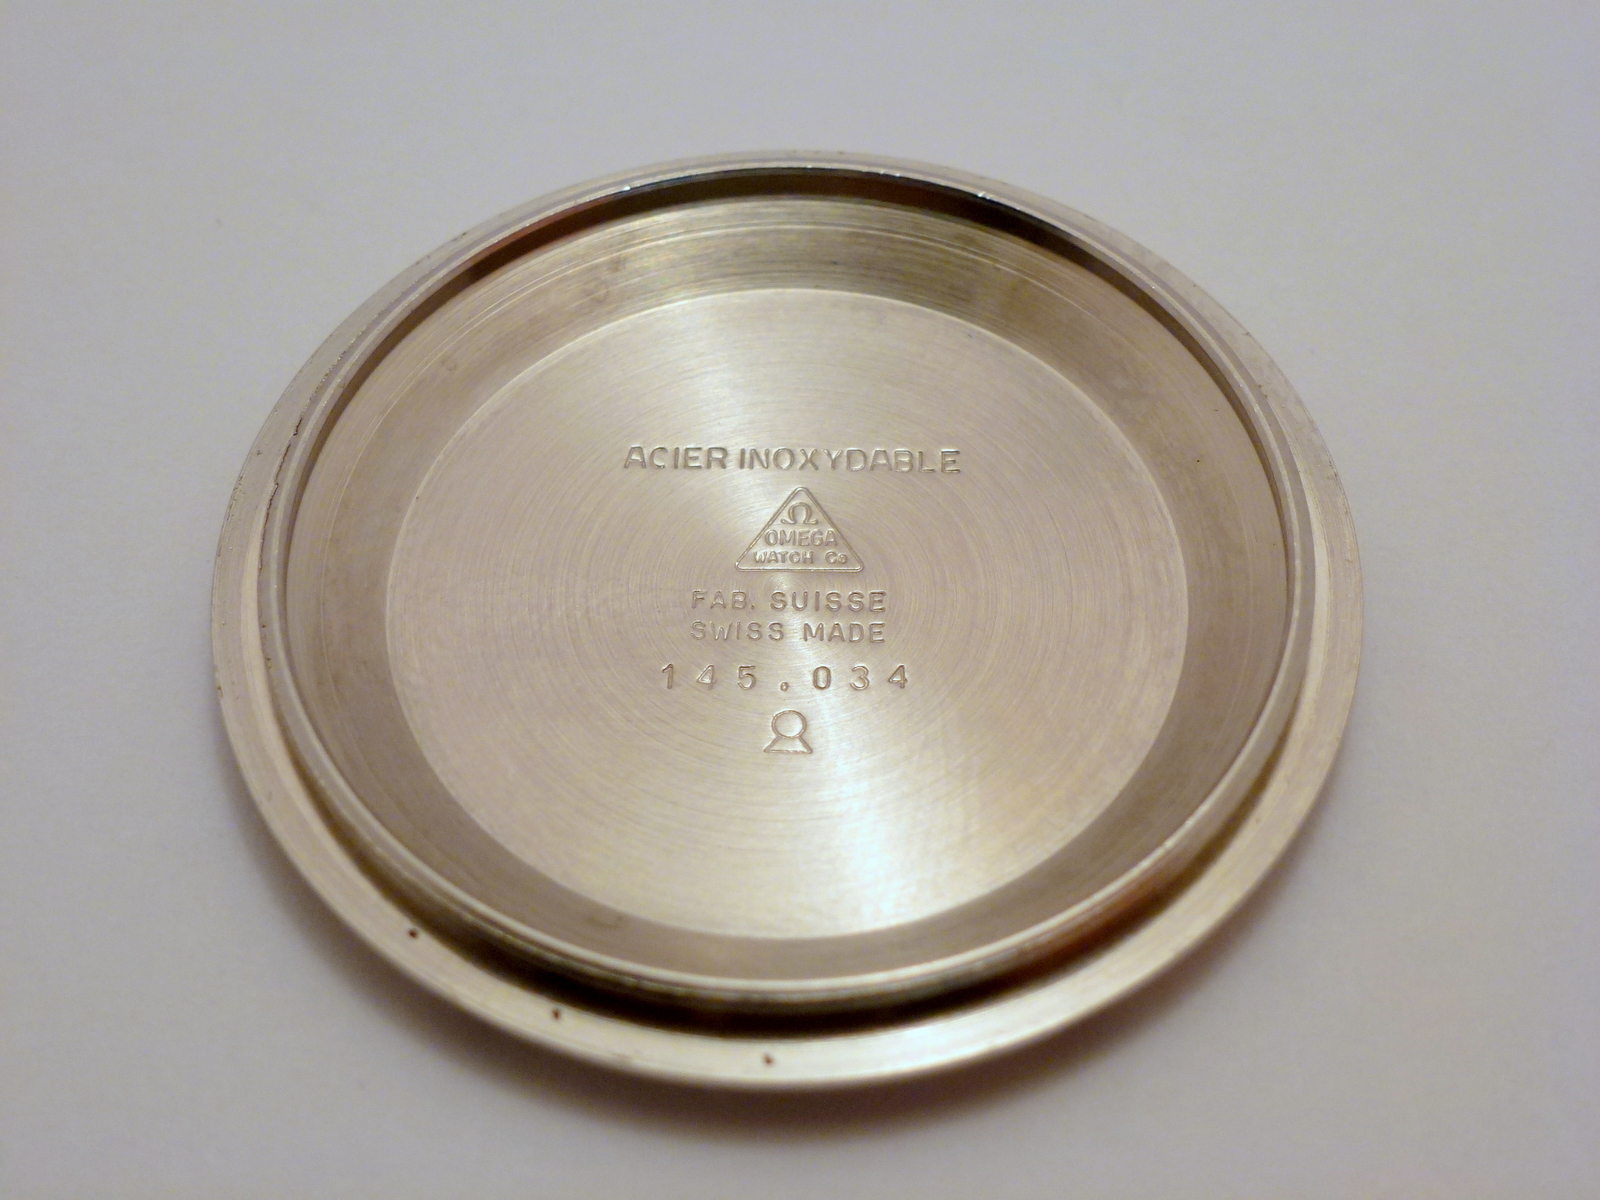 ACIER INOXYDABLE
Ω
OMEGA
WATCH Co
FAB. SUISSE
SWISS MADE
145.034